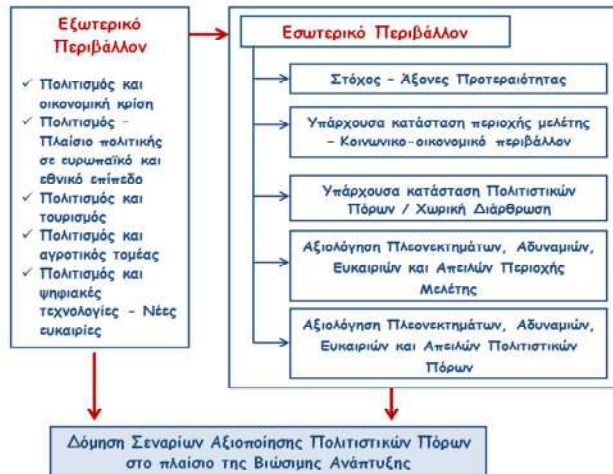 Εξωτερικό
Περιβάλλον
✓ Πολιτισμός και
οικονομική κρίση
✓ Πολιτισμός –
Πλαίσιο πολιτικής
σε ευρωπαϊκό και
εθνικό επίπεδο
✓ Πολιτισμός και
τουρισμός
✓ Πολιτισμός και
αγροτικός τομέας
✓ Πολιτισμός και
ψηφιακές
τεχνολογίες – Νέες
ευκαιρίες
Εσωτερικό Περιβάλλον
Στόχος – Άξονες Προτεραιότητας
Υπάρχουσα κατάσταση περιοχής μελέτης
– Κοινωνικο-οικονομικό περιβάλλον
Υπάρχουσα κατάσταση Πολιτιστικών
Πόρων / Χωρική Διάρθρωση
Αξιολόγηση Πλεονεκτημάτων, Αδυναμιών,
Ευκαιριών και Απειλών Περιοχής
Μελέτης
Αξιολόγηση Πλεονεκτημάτων, Αδυναμιών,
Ευκαιριών και Απειλών Πολιτιστικών
Πόρων
Δόμηση Σεναρίων Αξιοποίησης Πολιτιστικών Πόρων
στο πλαίσιο της Βιώσιμης Ανάπτυξης